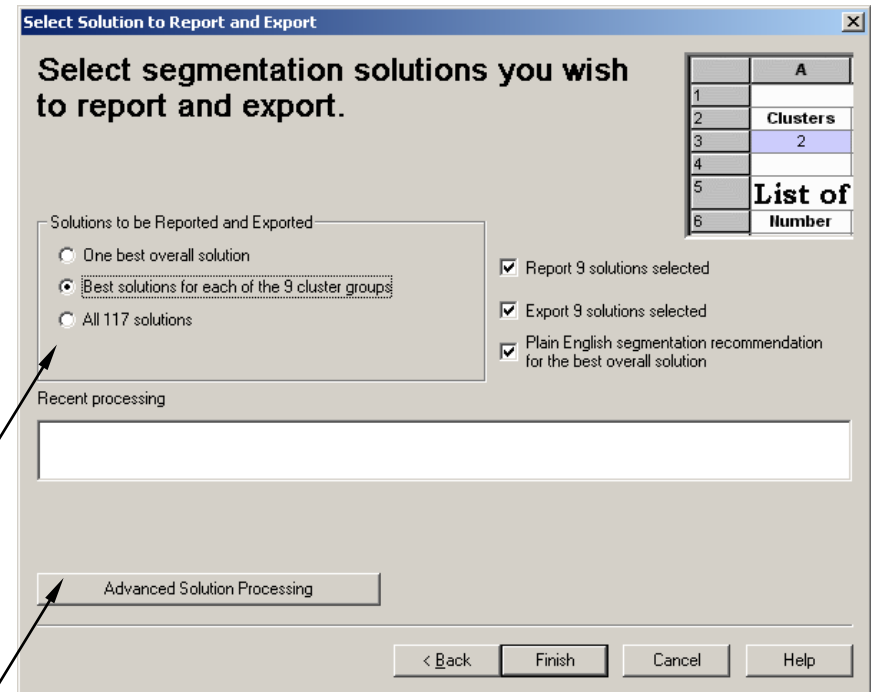 Select Solution to Report and Export
Select segmentation solutions you wish
to report and export.
A
1
2 Clusters
3 2
4
5 List of
6 Number
Solutions to be Reported and Exported
One best overall solution
Best solutions for each of the 9 cluster groups
All 117 solutions
Report 9 solutions selected
Export 9 solutions selected
Plain English segmentation recommendation
for the best overall solution
Recent processing
Advanced Solution Processing
< Back Finish Cancel Help